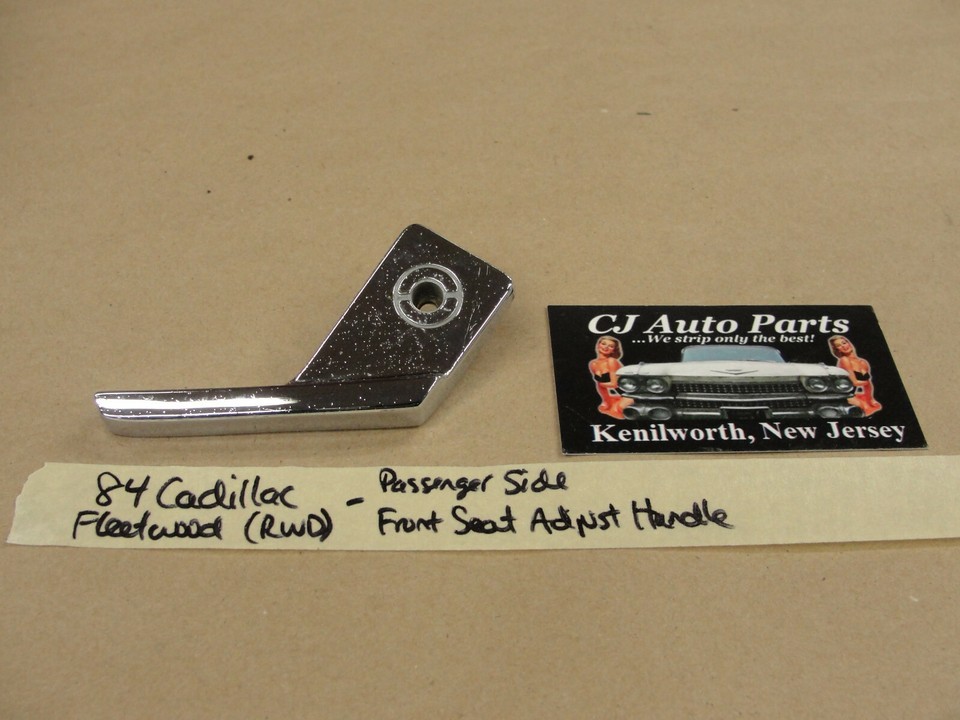 CJ Auto Parts
...We strip only the best!
Kenilworth, New Jersey
84 Cadillac - Passenger Side
Fleetwood (RWD) Front Seat Adjust Handle